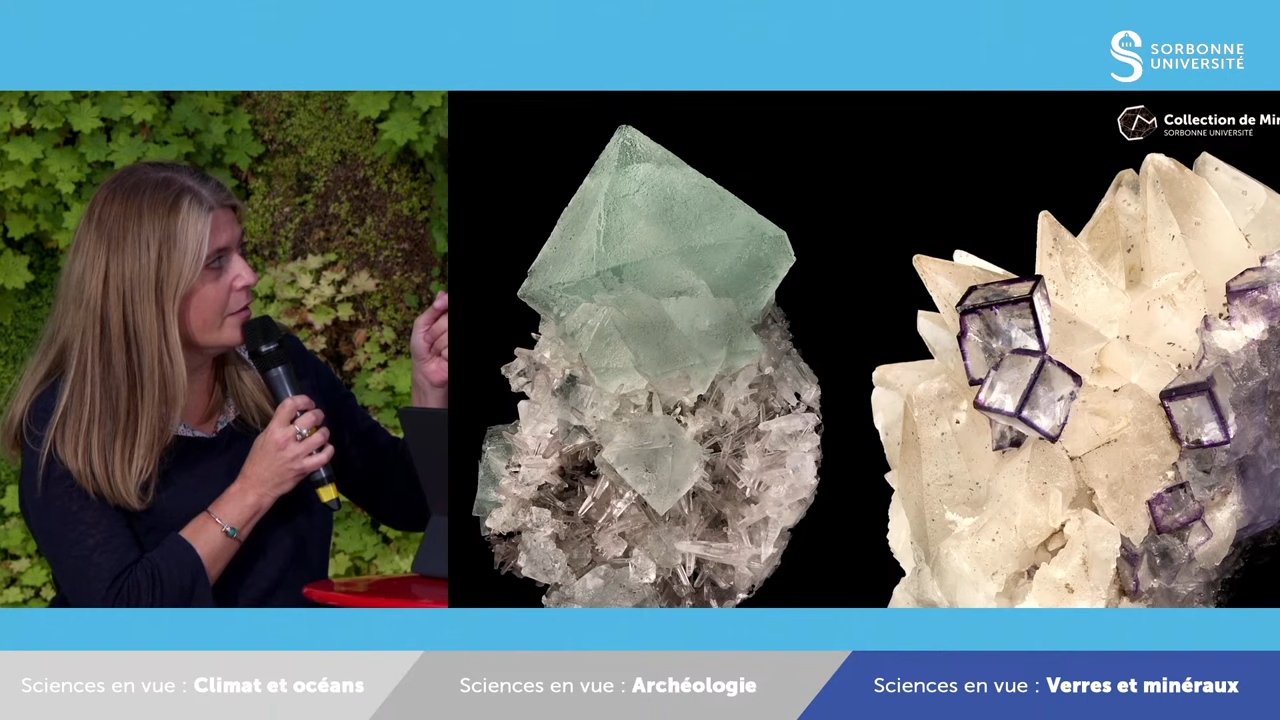 SORBONNE
UNIVERSITÉ
Collection de Mi
SORBONNE UNIVERSITÉ
Sciences en vue : Climat et océans
Sciences en vue : Archéologie
Sciences en vue : Verres et minéraux